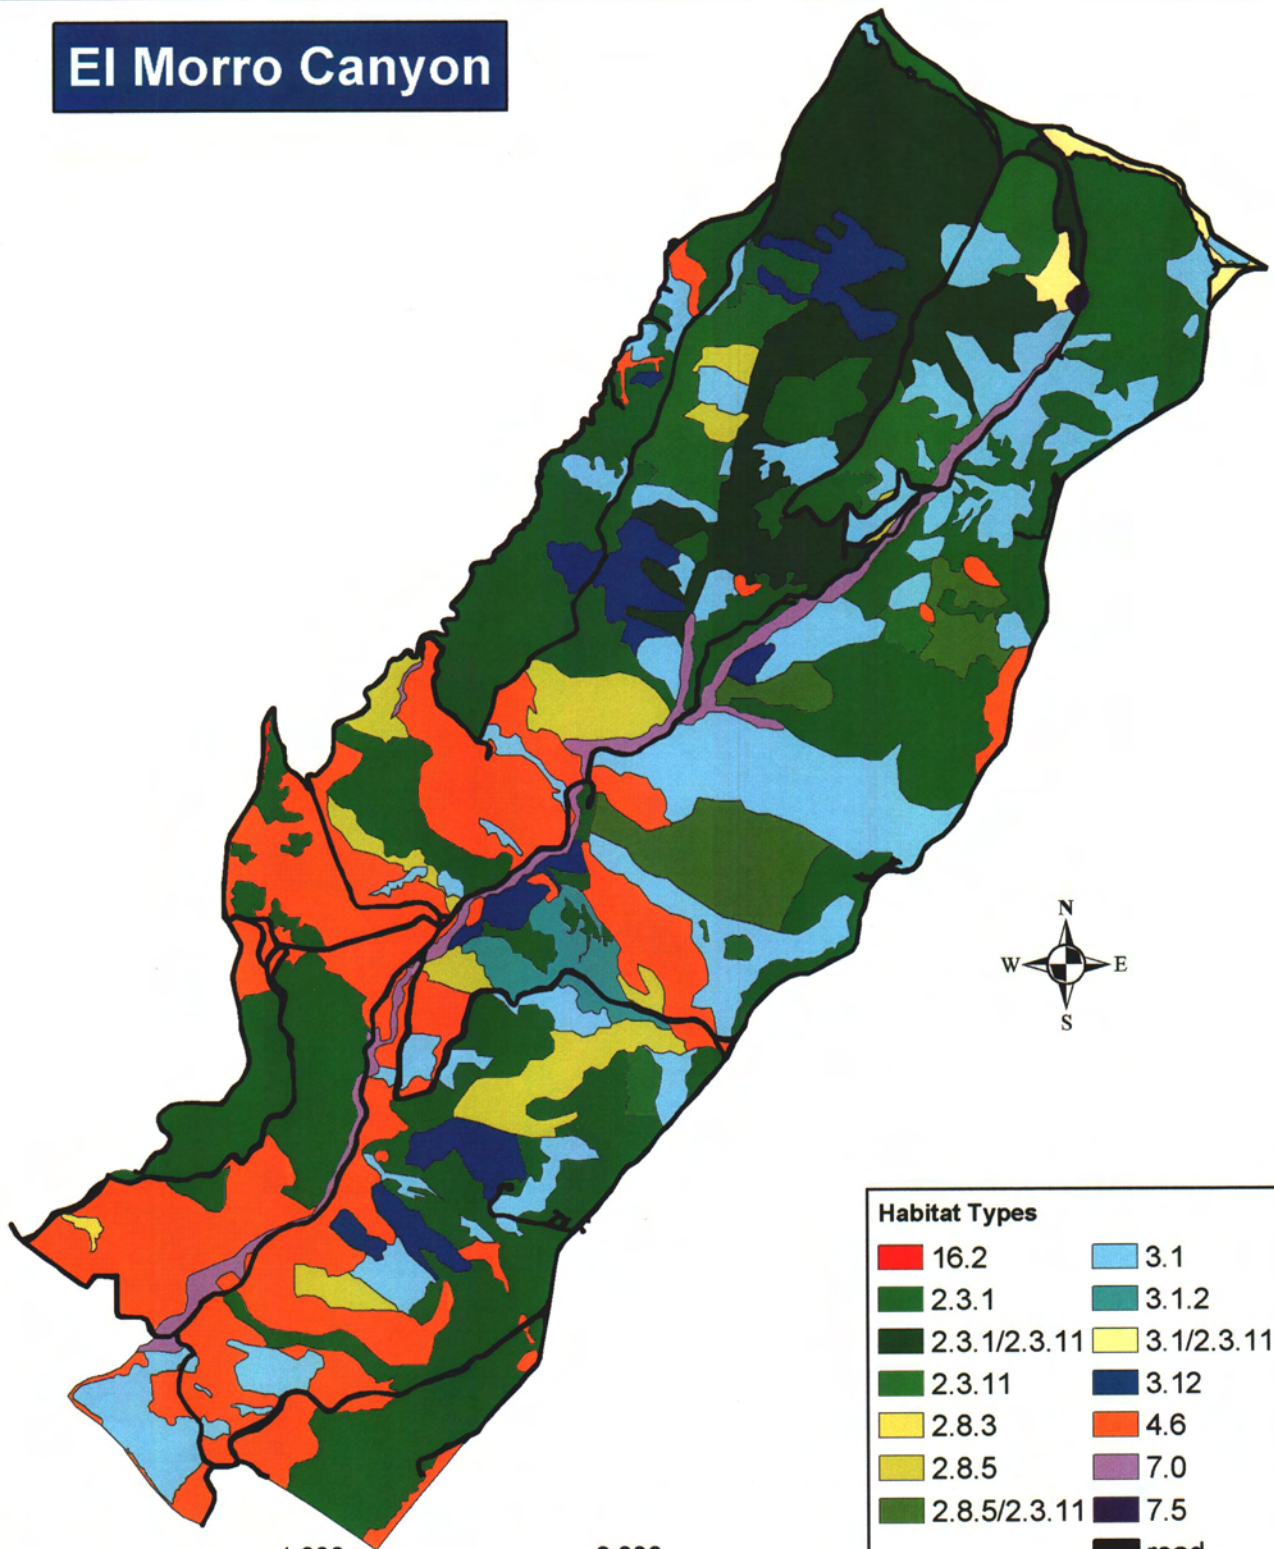 El Morro Canyon
N
W E
S
Habitat Types
16.2 3.1
2.3.1 3.1.2
2.3.1/2.3.11 3.1/2.3.11
2.3.11 3.12
2.8.3 4.6
2.8.5 7.0
2.8.5/2.3.11 7.5
road